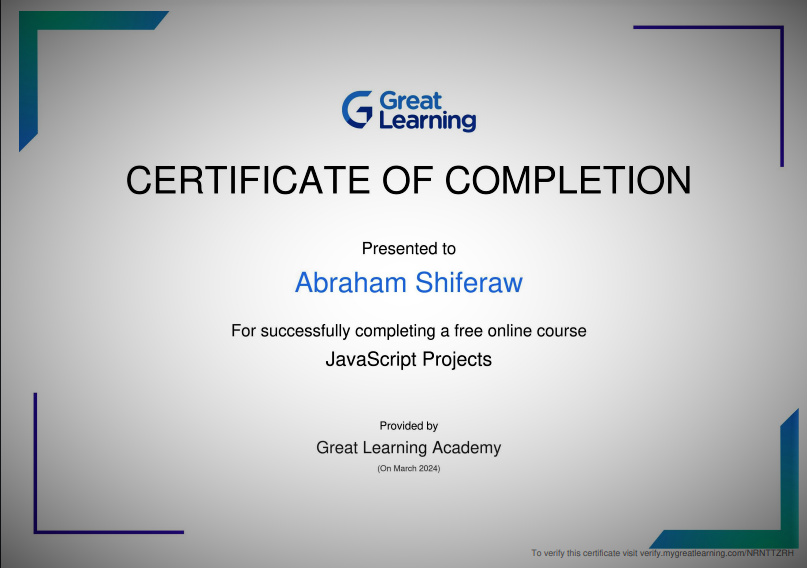 Great
Learning
CERTIFICATE OF COMPLETION
Presented to
Abraham Shiferaw
For successfully completing a free online course
JavaScript Projects
Provided by
Great Learning Academy
(On March 2024)
To verify this certificate visit verify.mygreatlearning.com/NRNTTZRH